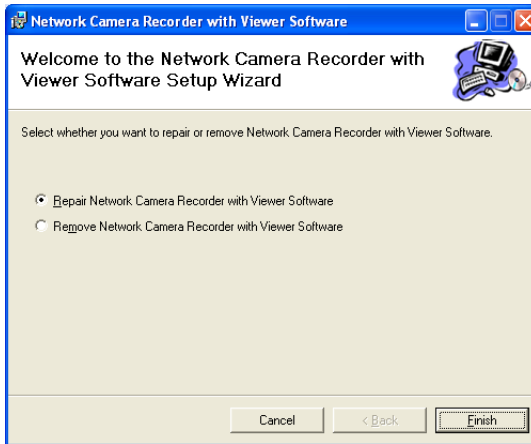 Network Camera Recorder with Viewer Software
Welcome to the Network Camera Recorder with
Viewer Software Setup Wizard
Select whether you want to repair or remove Network Camera Recorder with Viewer Software.
Repair Network Camera Recorder with Viewer Software
Remove Network Camera Recorder with Viewer Software
Cancel < Back Finish